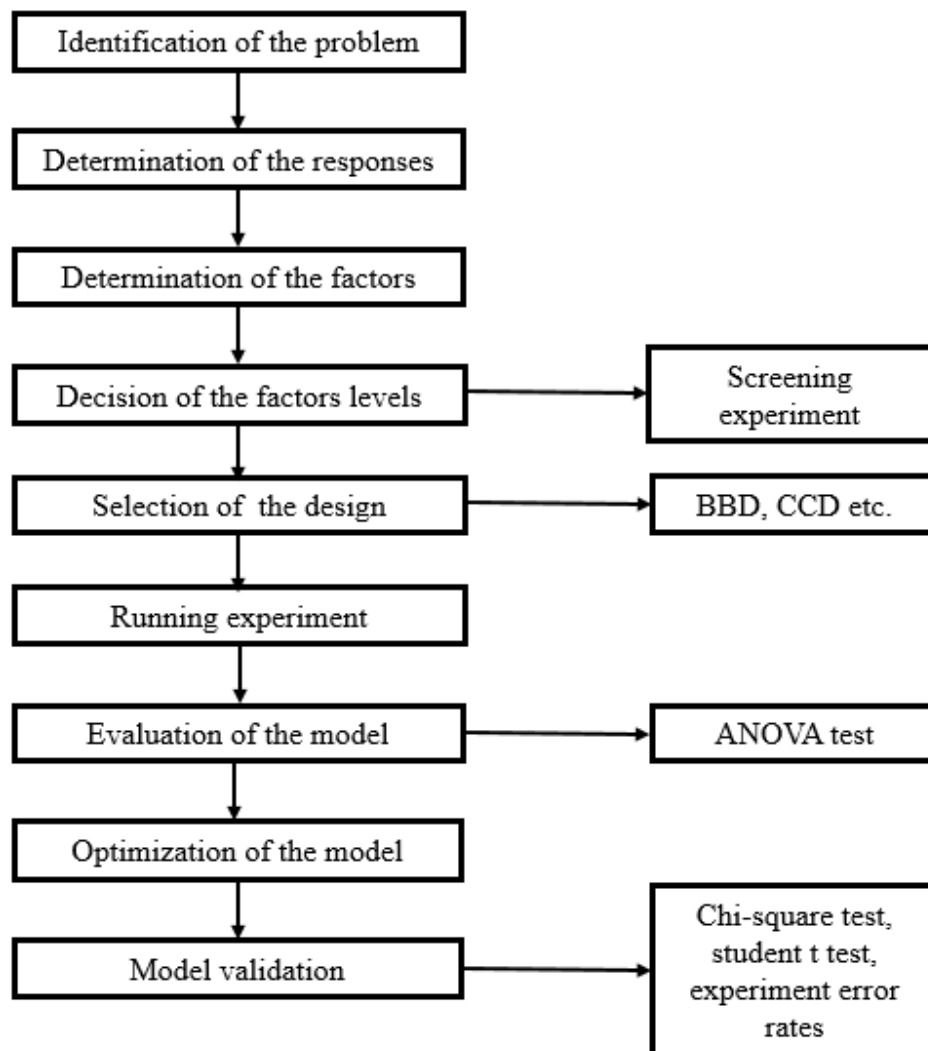 Identification of the problem
Determination of the responses
Determination of the factors
Decision of the factors levels
Screening
experiment
Selection of the design
BBD, CCD etc.
Running experiment
Evaluation of the model
ANOVA test
Optimization of the model
Model validation
Chi-square test,
student t test,
experiment error
rates